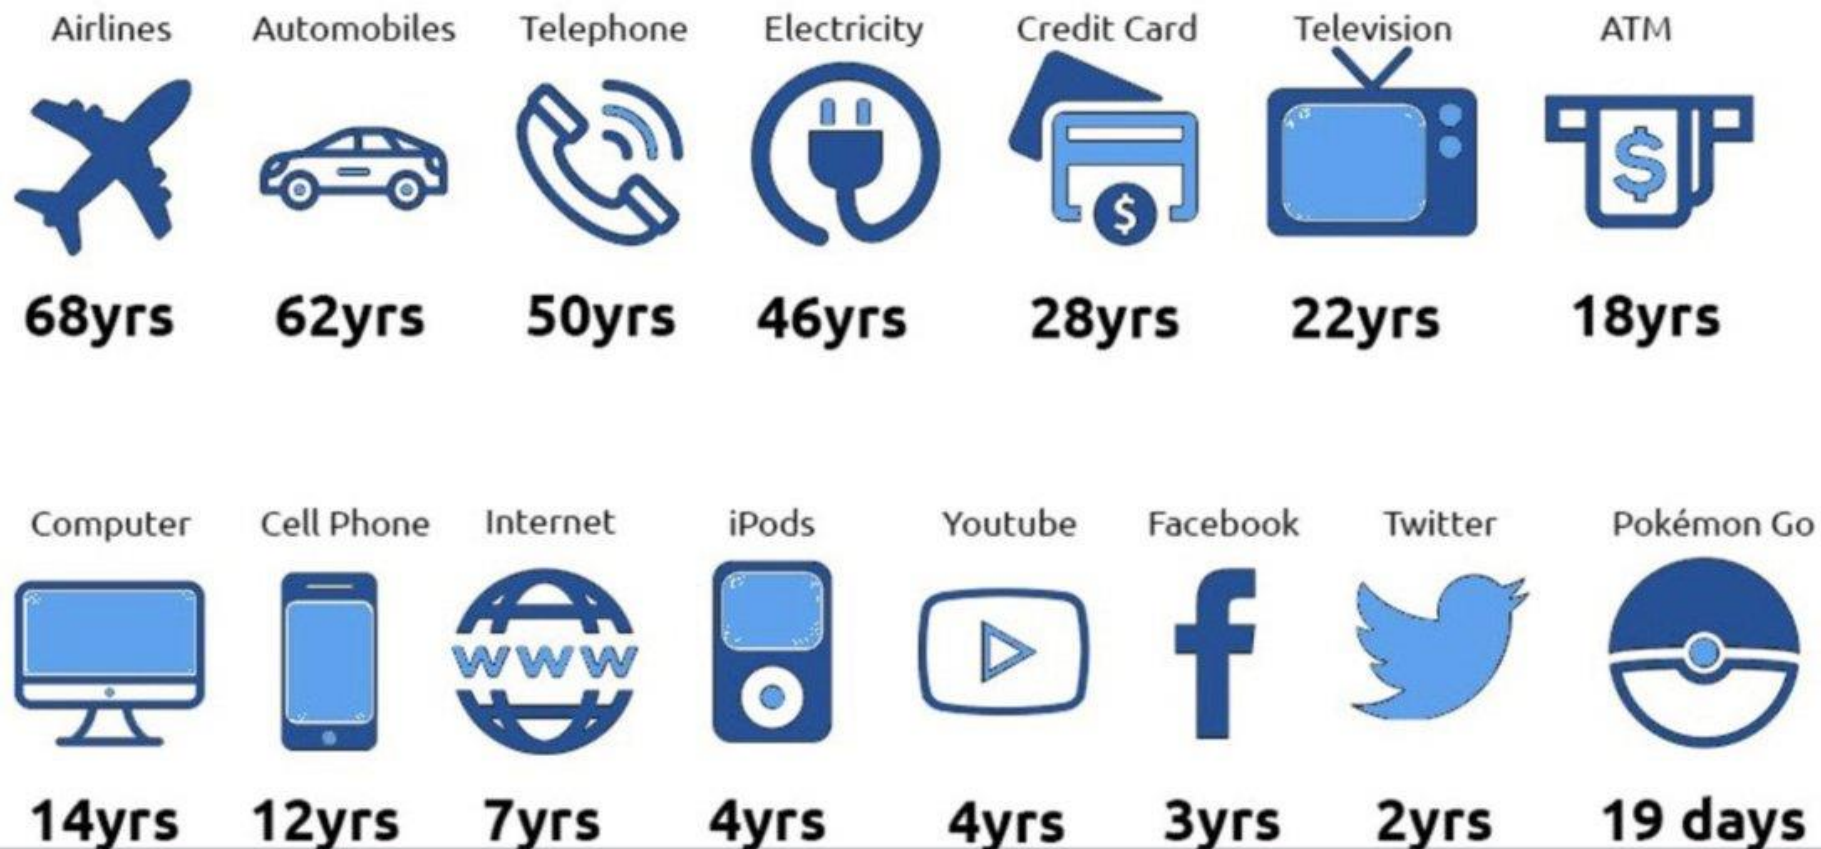 Airlines Automobiles Telephone Electricity Credit Card Television ATM
$ $
68yrs 62yrs 50yrs 46yrs 28yrs 22yrs 18yrs
Computer Cell Phone Internet iPods Youtube Facebook Twitter Pokémon Go
www f
14yrs 12yrs 7yrs 4yrs 4yrs 3yrs 2yrs 19 days